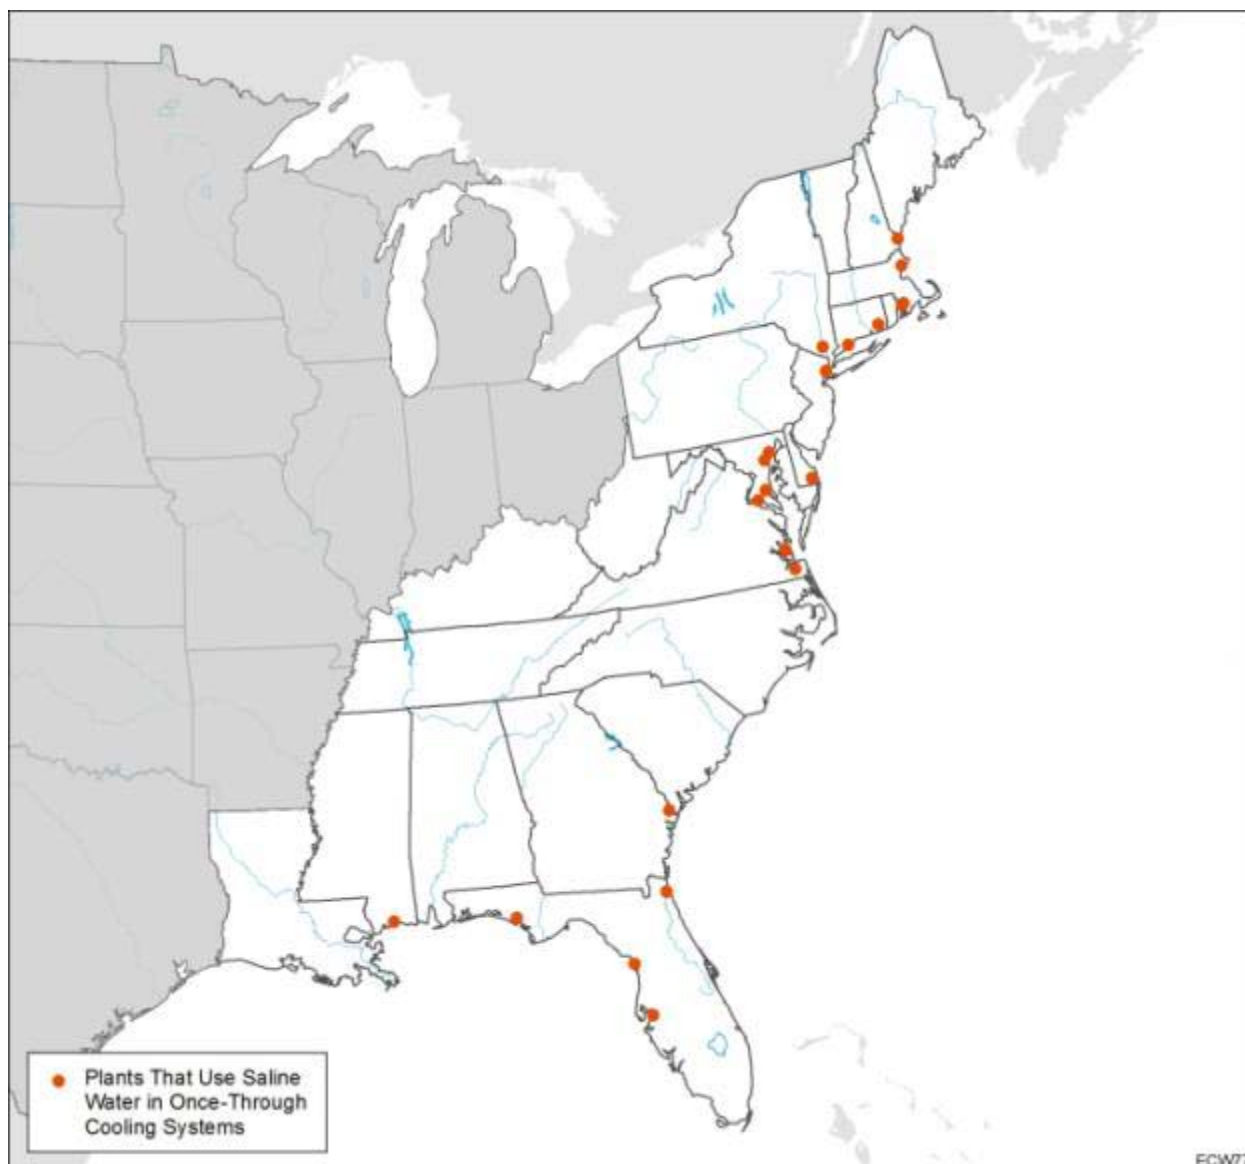 Plants That Use Saline
Water in Once-Through
Cooling Systems